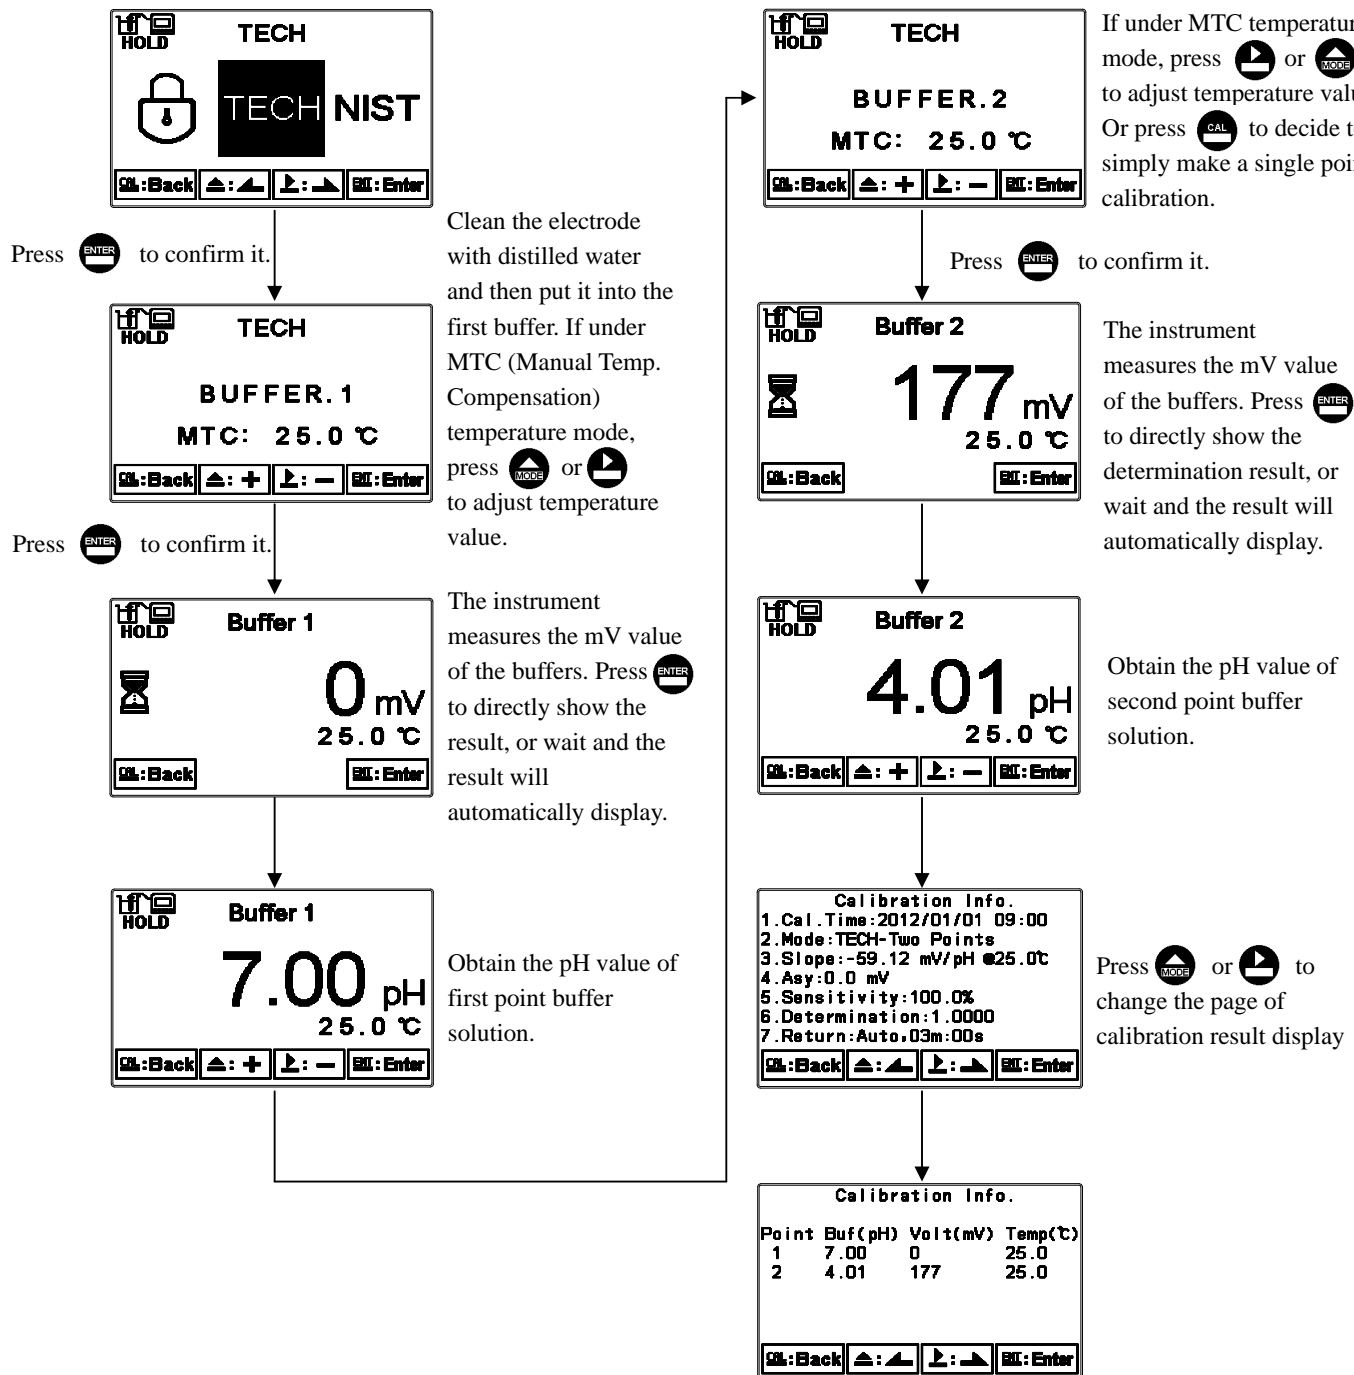 HOLD
TECH
TECH NIST
CAL:Back
ENT:Enter
Press ENTER to confirm it.
HOLD
TECH
BUFFER.1
MTC: 25.0 ℃
CAL:Back
: +
: −
ENT:Enter
Clean the electrode
with distilled water
and then put it into the
first buffer. If under
MTC (Manual Temp.
Compensation)
temperature mode,
press MODE or
to adjust temperature
value.
Press ENTER to confirm it.
HOLD
Buffer 1
0 mV
25.0 ℃
CAL:Back
ENT:Enter
The instrument
measures the mV value
of the buffers. Press ENTER
to directly show the
result, or wait and the
result will
automatically display.
HOLD
Buffer 1
7.00 pH
25.0 ℃
CAL:Back
: +
: −
ENT:Enter
Obtain the pH value of
first point buffer
solution.
HOLD
TECH
BUFFER.2
MTC: 25.0 ℃
CAL:Back
: +
: −
ENT:Enter
If under MTC
mode, press or MODE
to adjust temperature
Or press CAL to decide
simply make a single
calibration.
Press ENTER to confirm it.
HOLD
Buffer 2
177 mV
25.0 ℃
CAL:Back
ENT:Enter
The instrument
measures the mV value
of the buffers. Press ENTER
to directly show the
determination result, or
wait and the result will
automatically display.
HOLD
Buffer 2
4.01 pH
25.0 ℃
CAL:Back
: +
: −
ENT:Enter
Obtain the pH value of
second point buffer
solution.
Calibration Info.
1.Cal.Time:2012/01/01 09:00
2.Mode:TECH-Two Points
3.Slope:-59.12 mV/pH @25.0℃
4.Asy:0.0 mV
5.Sensitivity:100.0%
6.Determination:1.0000
7.Return:Auto,03m:00s
CAL:Back
ENT:Enter
Press MODE or to
change the page of
calibration result display
Calibration Info.
Point Buf(pH) Volt(mV) Temp(℃)
1 7.00 0 25.0
2 4.01 177 25.0
CAL:Back
ENT:Enter